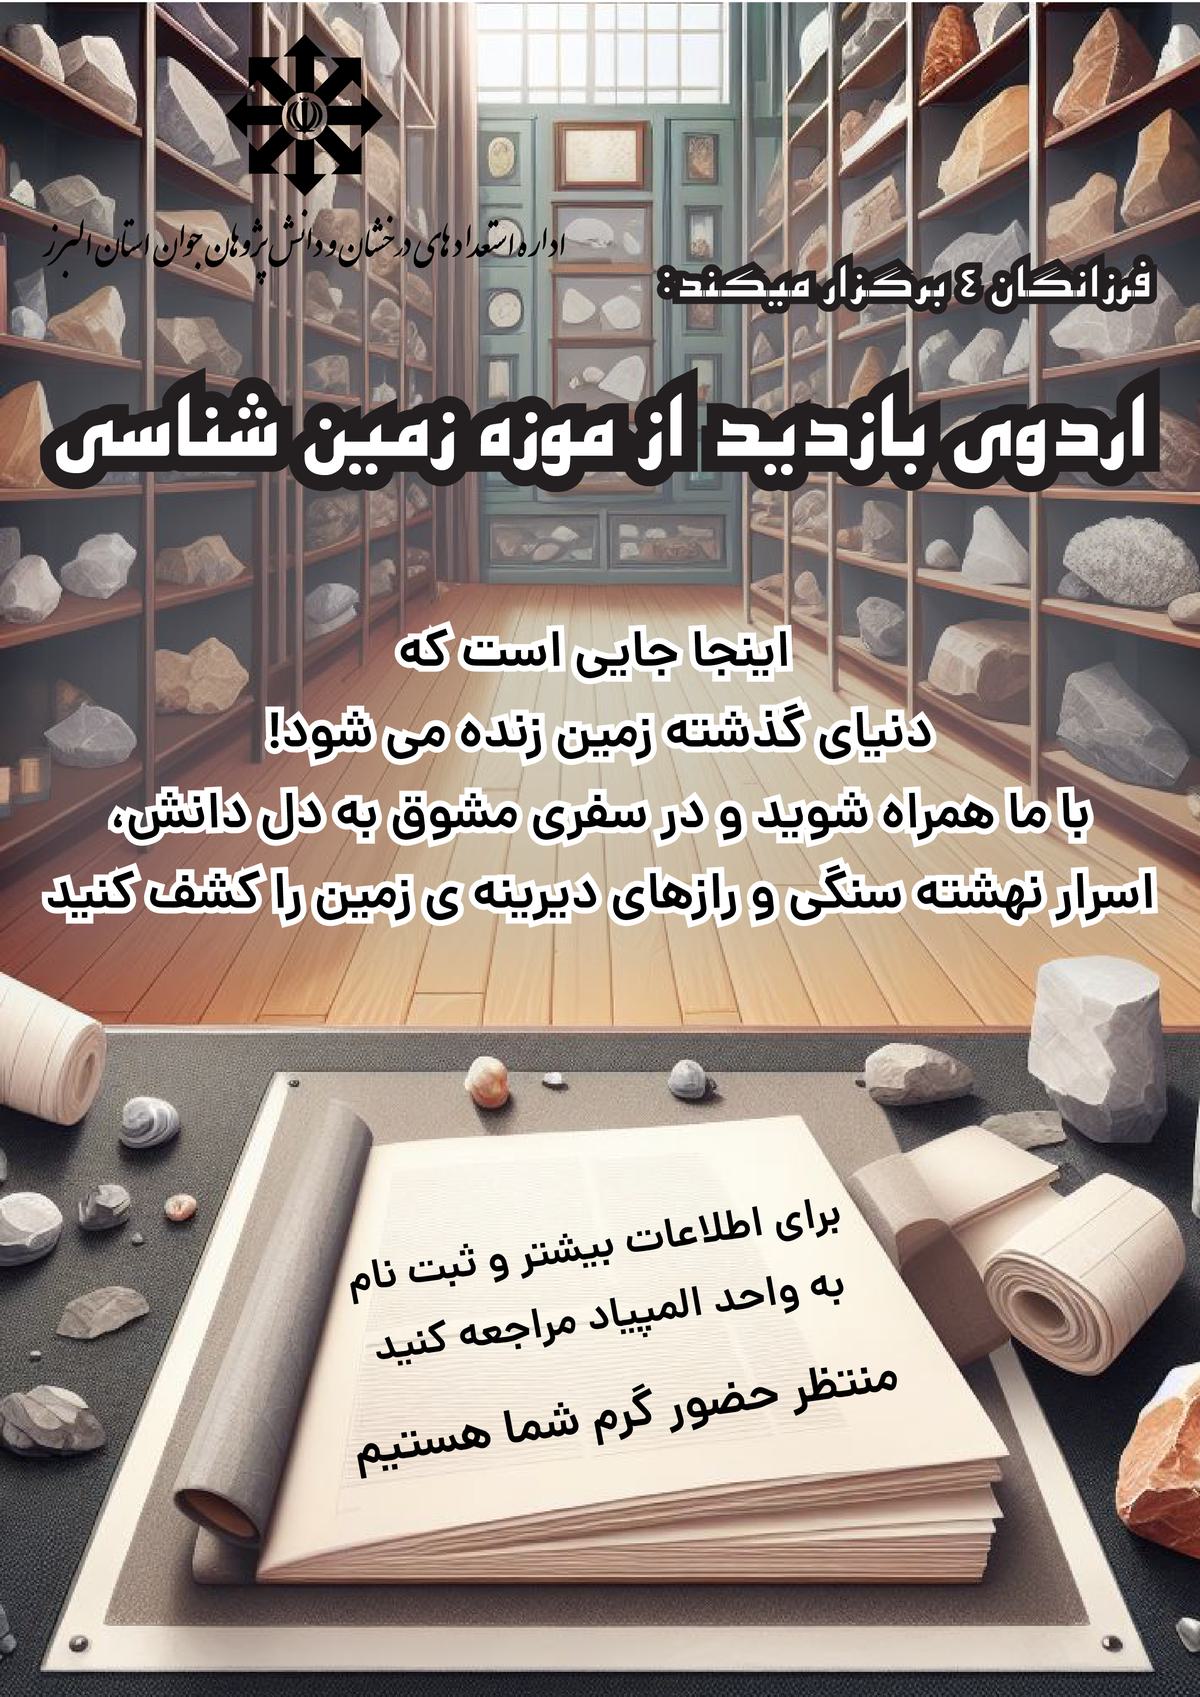 اداره استعدادهای درخشان و دانش پژوهان جوان استان البرز
فرزانگان ٤ برگزار میکند:
اردوی بازدید از موزه زمین شناسی
اینجا جایی است که
دنیای گذشته زمین زنده می شود!
با ما همراه شوید و در سفری مشوق به دل دانش،
اسرار نهشته سنگی و رازهای دیرینه ی زمین را کشف کنید
برای اطلاعات بیشتر و ثبت نام
به واحد المپیاد مراجعه کنید
منتظر حضور گرم شما هستیم